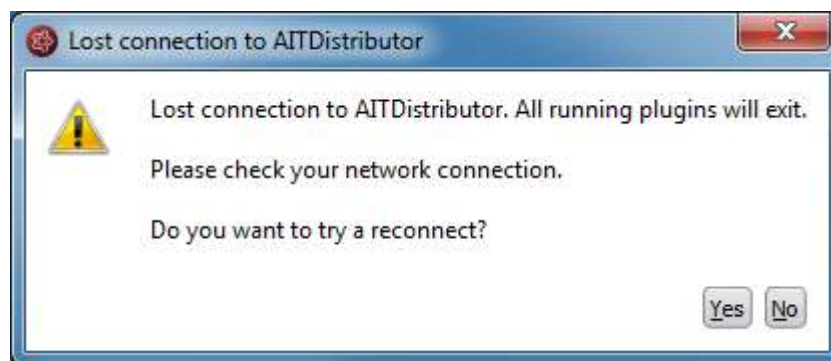 Lost connection to AITDistributor
Lost connection to AITDistributor. All running plugins will exit.
Please check your network connection.
Do you want to try a reconnect?
Yes No